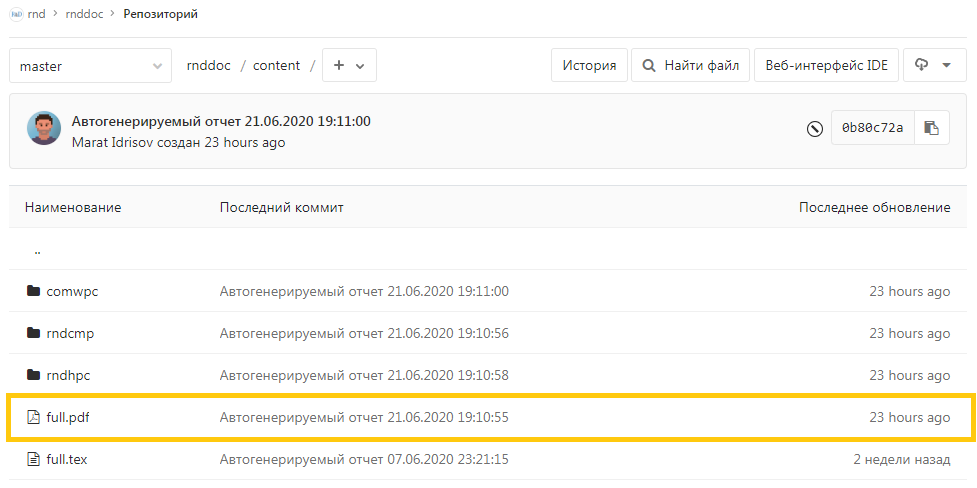 R&D rnd > rnddoc > Репозиторий
master rnddoc / content / + История Найти файл Веб-интерфейс IDE
Автогенерируемый отчет 21.06.2020 19:11:00
Marat Idrisov создан 23 hours ago 0b80c72a
Наименование Последний коммит Последнее обновление
..
comwpc Автогенерируемый отчет 21.06.2020 19:11:00 23 hours ago
rndcmp Автогенерируемый отчет 21.06.2020 19:10:56 23 hours ago
rndhpc Автогенерируемый отчет 21.06.2020 19:10:58 23 hours ago
full.pdf Автогенерируемый отчет 21.06.2020 19:10:55 23 hours ago
full.tex Автогенерируемый отчет 07.06.2020 23:21:15 2 недели назад